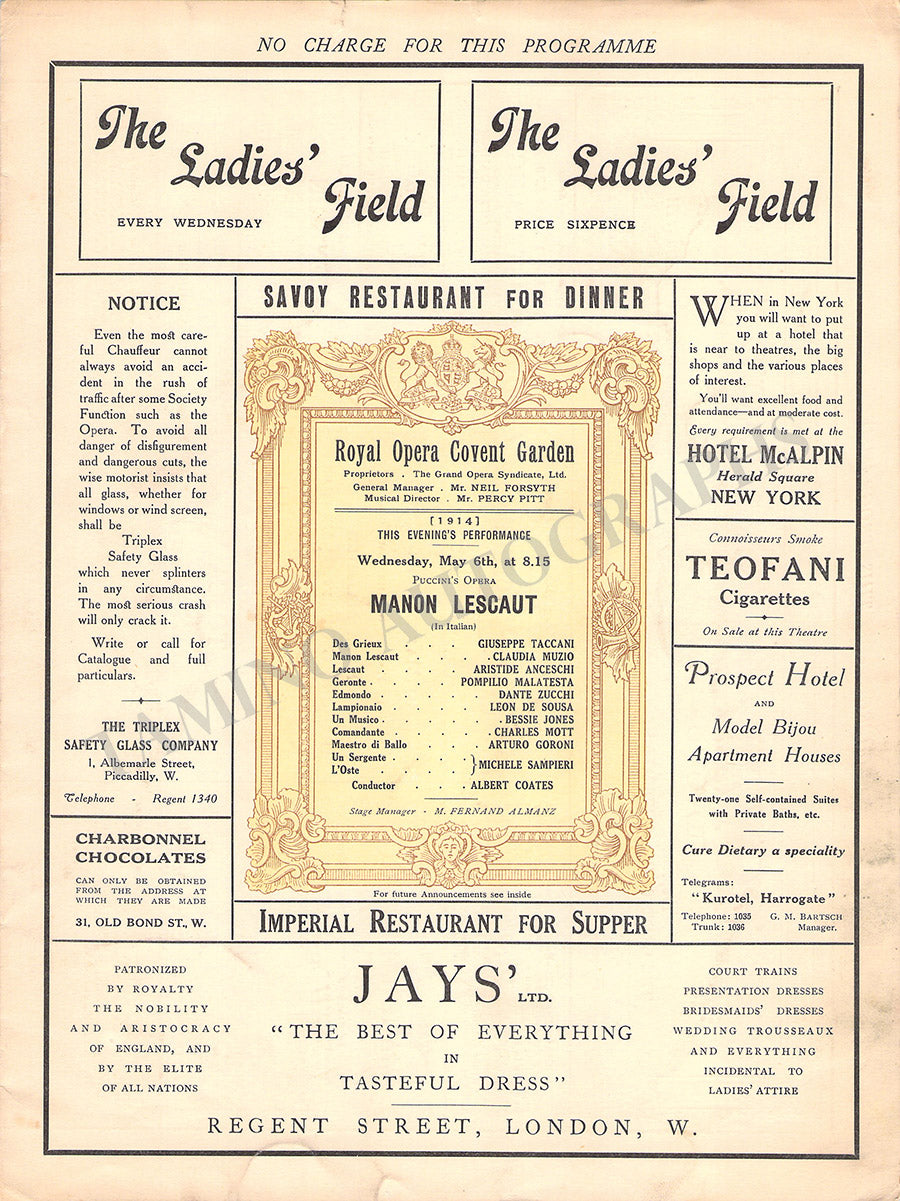 NO CHARGE FOR THIS PROGRAMME
The
Ladies'
Field
EVERY WEDNESDAY
The
Ladies'
Field
PRICE SIXPENCE
NOTICE
Even the most care-
ful Chauffeur cannot
always avoid an acci-
dent in the rush of
traffic after some Society
Function such as the
Opera. To avoid all
danger of disfigurement
and dangerous cuts, the
wise motorist insists that
all glass, whether for
windows or wind screen,
shall be
Triplex
Safety Glass
which never splinters
in any circumstance.
The most serious crash
will only crack it.
Write or call for
Catalogue and full
particulars.
THE TRIPLEX
SAFETY GLASS COMPANY
1, Albemarle Street,
Piccadilly, W.
Telephone - Regent 1340
CHARBONNEL
CHOCOLATES
CAN ONLY BE OBTAINED
FROM THE ADDRESS AT
WHICH THEY ARE MADE
31, OLD BOND ST., W.
SAVOY RESTAURANT FOR DINNER
Royal Opera Covent Garden
Proprietors . The Grand Opera Syndicate, Ltd.
General Manager . Mr. NEIL FORSYTH
Musical Director . Mr. PERCY PITT
[1914]
THIS EVENING'S PERFORMANCE
Wednesday, May 6th, at 8.15
PUCCINI'S OPERA
MANON LESCAUT
(In Italian)
Des Grieux . . . . GIUSEPPE TACCANI
Manon Lescaut . . . . CLAUDIA MUZIO
Lescaut . . . . ARISTIDE ANCESCHI
Geronte . . . . POMPILIO MALATESTA
Edmondo . . . . DANTE ZUCCHI
Lampionaio . . . . LEON DE SOUSA
Un Musico . . . . BESSIE JONES
Comandante . . . . CHARLES MOTT
Maestro di Ballo . . . . ARTURO GORONI
Un Sergente . . . .
L'Oste . . . . } MICHELE SAMPIERI
Conductor . . . ALBERT COATES
Stage Manager - M. FERNAND ALMANZ
For future Announcements see inside
IMPERIAL RESTAURANT FOR SUPPER
WHEN in New York
you will want to put
up at a hotel that
is near to theatres, the big
shops and the various places
of interest.
You'll want excellent food and
attendance—and at moderate cost.
Every requirement is met at the
HOTEL McALPIN
Herald Square
NEW YORK
Connoisseurs Smoke
TEOFANI
Cigarettes
On Sale at this Theatre
Prospect Hotel
AND
Model Bijou
Apartment Houses
Twenty-one Self-contained Suites
with Private Baths, etc.
Cure Dietary a speciality
Telegrams:
"Kurotel, Harrogate"
Telephone: 1035 G. M. BARTSCH
Trunk: 1036 Manager.
PATRONIZED
BY ROYALTY
THE NOBILITY
AND ARISTOCRACY
OF ENGLAND, AND
BY THE ELITE
OF ALL NATIONS
JAYS' LTD.
"THE BEST OF EVERYTHING
IN
TASTEFUL DRESS"
COURT TRAINS
PRESENTATION DRESSES
BRIDESMAIDS' DRESSES
WEDDING TROUSSEAUX
AND EVERYTHING
INCIDENTAL TO
LADIES' ATTIRE
REGENT STREET, LONDON, W.
TAMINO AUTOGRAPHS